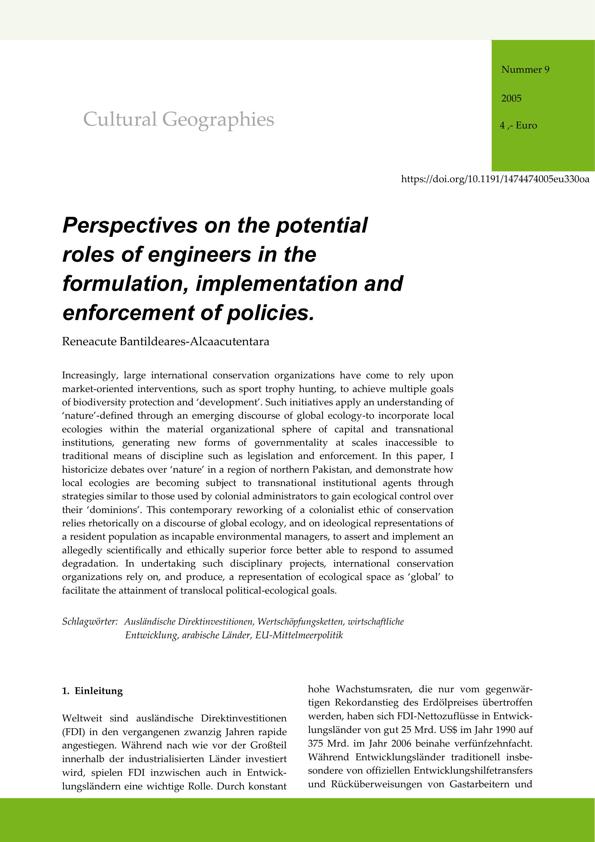 Nummer 9
2005
4 ,- Euro
Cultural Geographies
https://doi.org/10.1191/1474474005eu330oa
Perspectives on the potential
roles of engineers in the
formulation, implementation and
enforcement of policies.
Reneacute Bantildeares-Alcaacutentara
Increasingly, large international conservation organizations have come to rely upon
market-oriented interventions, such as sport trophy hunting, to achieve multiple goals
of biodiversity protection and ‘development’. Such initiatives apply an understanding of
‘nature’-defined through an emerging discourse of global ecology-to incorporate local
ecologies within the material organizational sphere of capital and transnational
institutions, generating new forms of governmentality at scales inaccessible to
traditional means of discipline such as legislation and enforcement. In this paper, I
historicize debates over ‘nature’ in a region of northern Pakistan, and demonstrate how
local ecologies are becoming subject to transnational institutional agents through
strategies similar to those used by colonial administrators to gain ecological control over
their ‘dominions’. This contemporary reworking of a colonialist ethic of conservation
relies rhetorically on a discourse of global ecology, and on ideological representations of
a resident population as incapable environmental managers, to assert and implement an
allegedly scientifically and ethically superior force better able to respond to assumed
degradation. In undertaking such disciplinary projects, international conservation
organizations rely on, and produce, a representation of ecological space as ‘global’ to
facilitate the attainment of translocal political-ecological goals.
Schlagwörter: Ausländische Direktinvestitionen, Wertschöpfungsketten, wirtschaftliche
Entwicklung, arabische Länder, EU-Mittelmeerpolitik
1. Einleitung
Weltweit sind ausländische Direktinvestitionen
(FDI) in den vergangenen zwanzig Jahren rapide
angestiegen. Während nach wie vor der Großteil
innerhalb der industrialisierten Länder investiert
wird, spielen FDI inzwischen auch in Entwick-
lungsländern eine wichtige Rolle. Durch konstant
hohe Wachstumsraten, die nur vom gegenwär-
tigen Rekordanstieg des Erdölpreises übertroffen
werden, haben sich FDI-Nettozuflüsse in Entwick-
lungsländer von gut 25 Mrd. US$ im Jahr 1990 auf
375 Mrd. im Jahr 2006 beinahe verfünfzehnfacht.
Während Entwicklungsländer traditionell insbe-
sondere von offiziellen Entwicklungshilfetransfers
und Rücküberweisungen von Gastarbeitern und